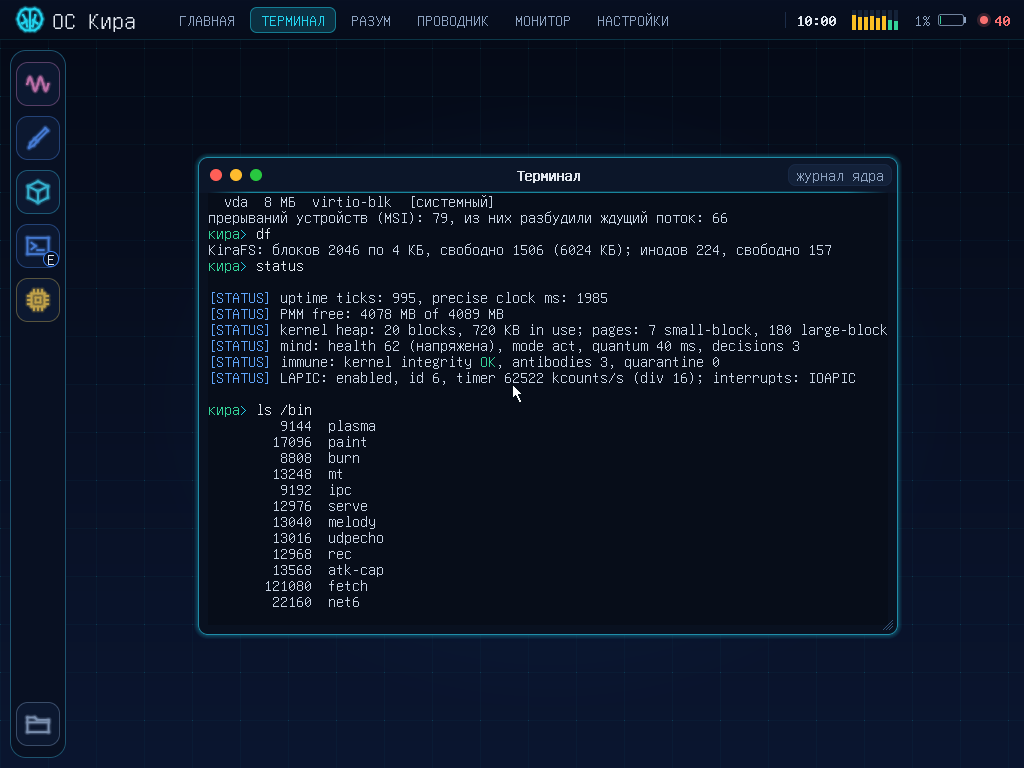 ОС Кира ГЛАВНАЯ ТЕРМИНАЛ РАЗУМ ПРОВОДНИК МОНИТОР НАСТРОЙКИ 10:00 1% 40
Терминал журнал ядра
vda 8 МБ virtio-blk [системный]
прерываний устройств (MSI): 79, из них разбудили ждущий поток: 66
кира> df
KiraFS: блоков 2046 по 4 КБ, свободно 1506 (6024 КБ); инодов 224, свободно 157
кира> status
[STATUS] uptime ticks: 995, precise clock ms: 1985
[STATUS] PMM free: 4078 MB of 4089 MB
[STATUS] kernel heap: 20 blocks, 720 KB in use; pages: 7 small-block, 180 large-block
[STATUS] mind: health 62 (напряжена), mode act, quantum 40 ms, decisions 3
[STATUS] immune: kernel integrity OK, antibodies 3, quarantine 0
[STATUS] LAPIC: enabled, id 6, timer 62522 kcounts/s (div 16); interrupts: IOAPIC
кира> ls /bin
9144 plasma
17096 paint
8808 burn
13248 mt
9192 ipc
12976 serve
13040 melody
13016 udpecho
12968 rec
13568 atk-cap
121080 fetch
22160 net6
E